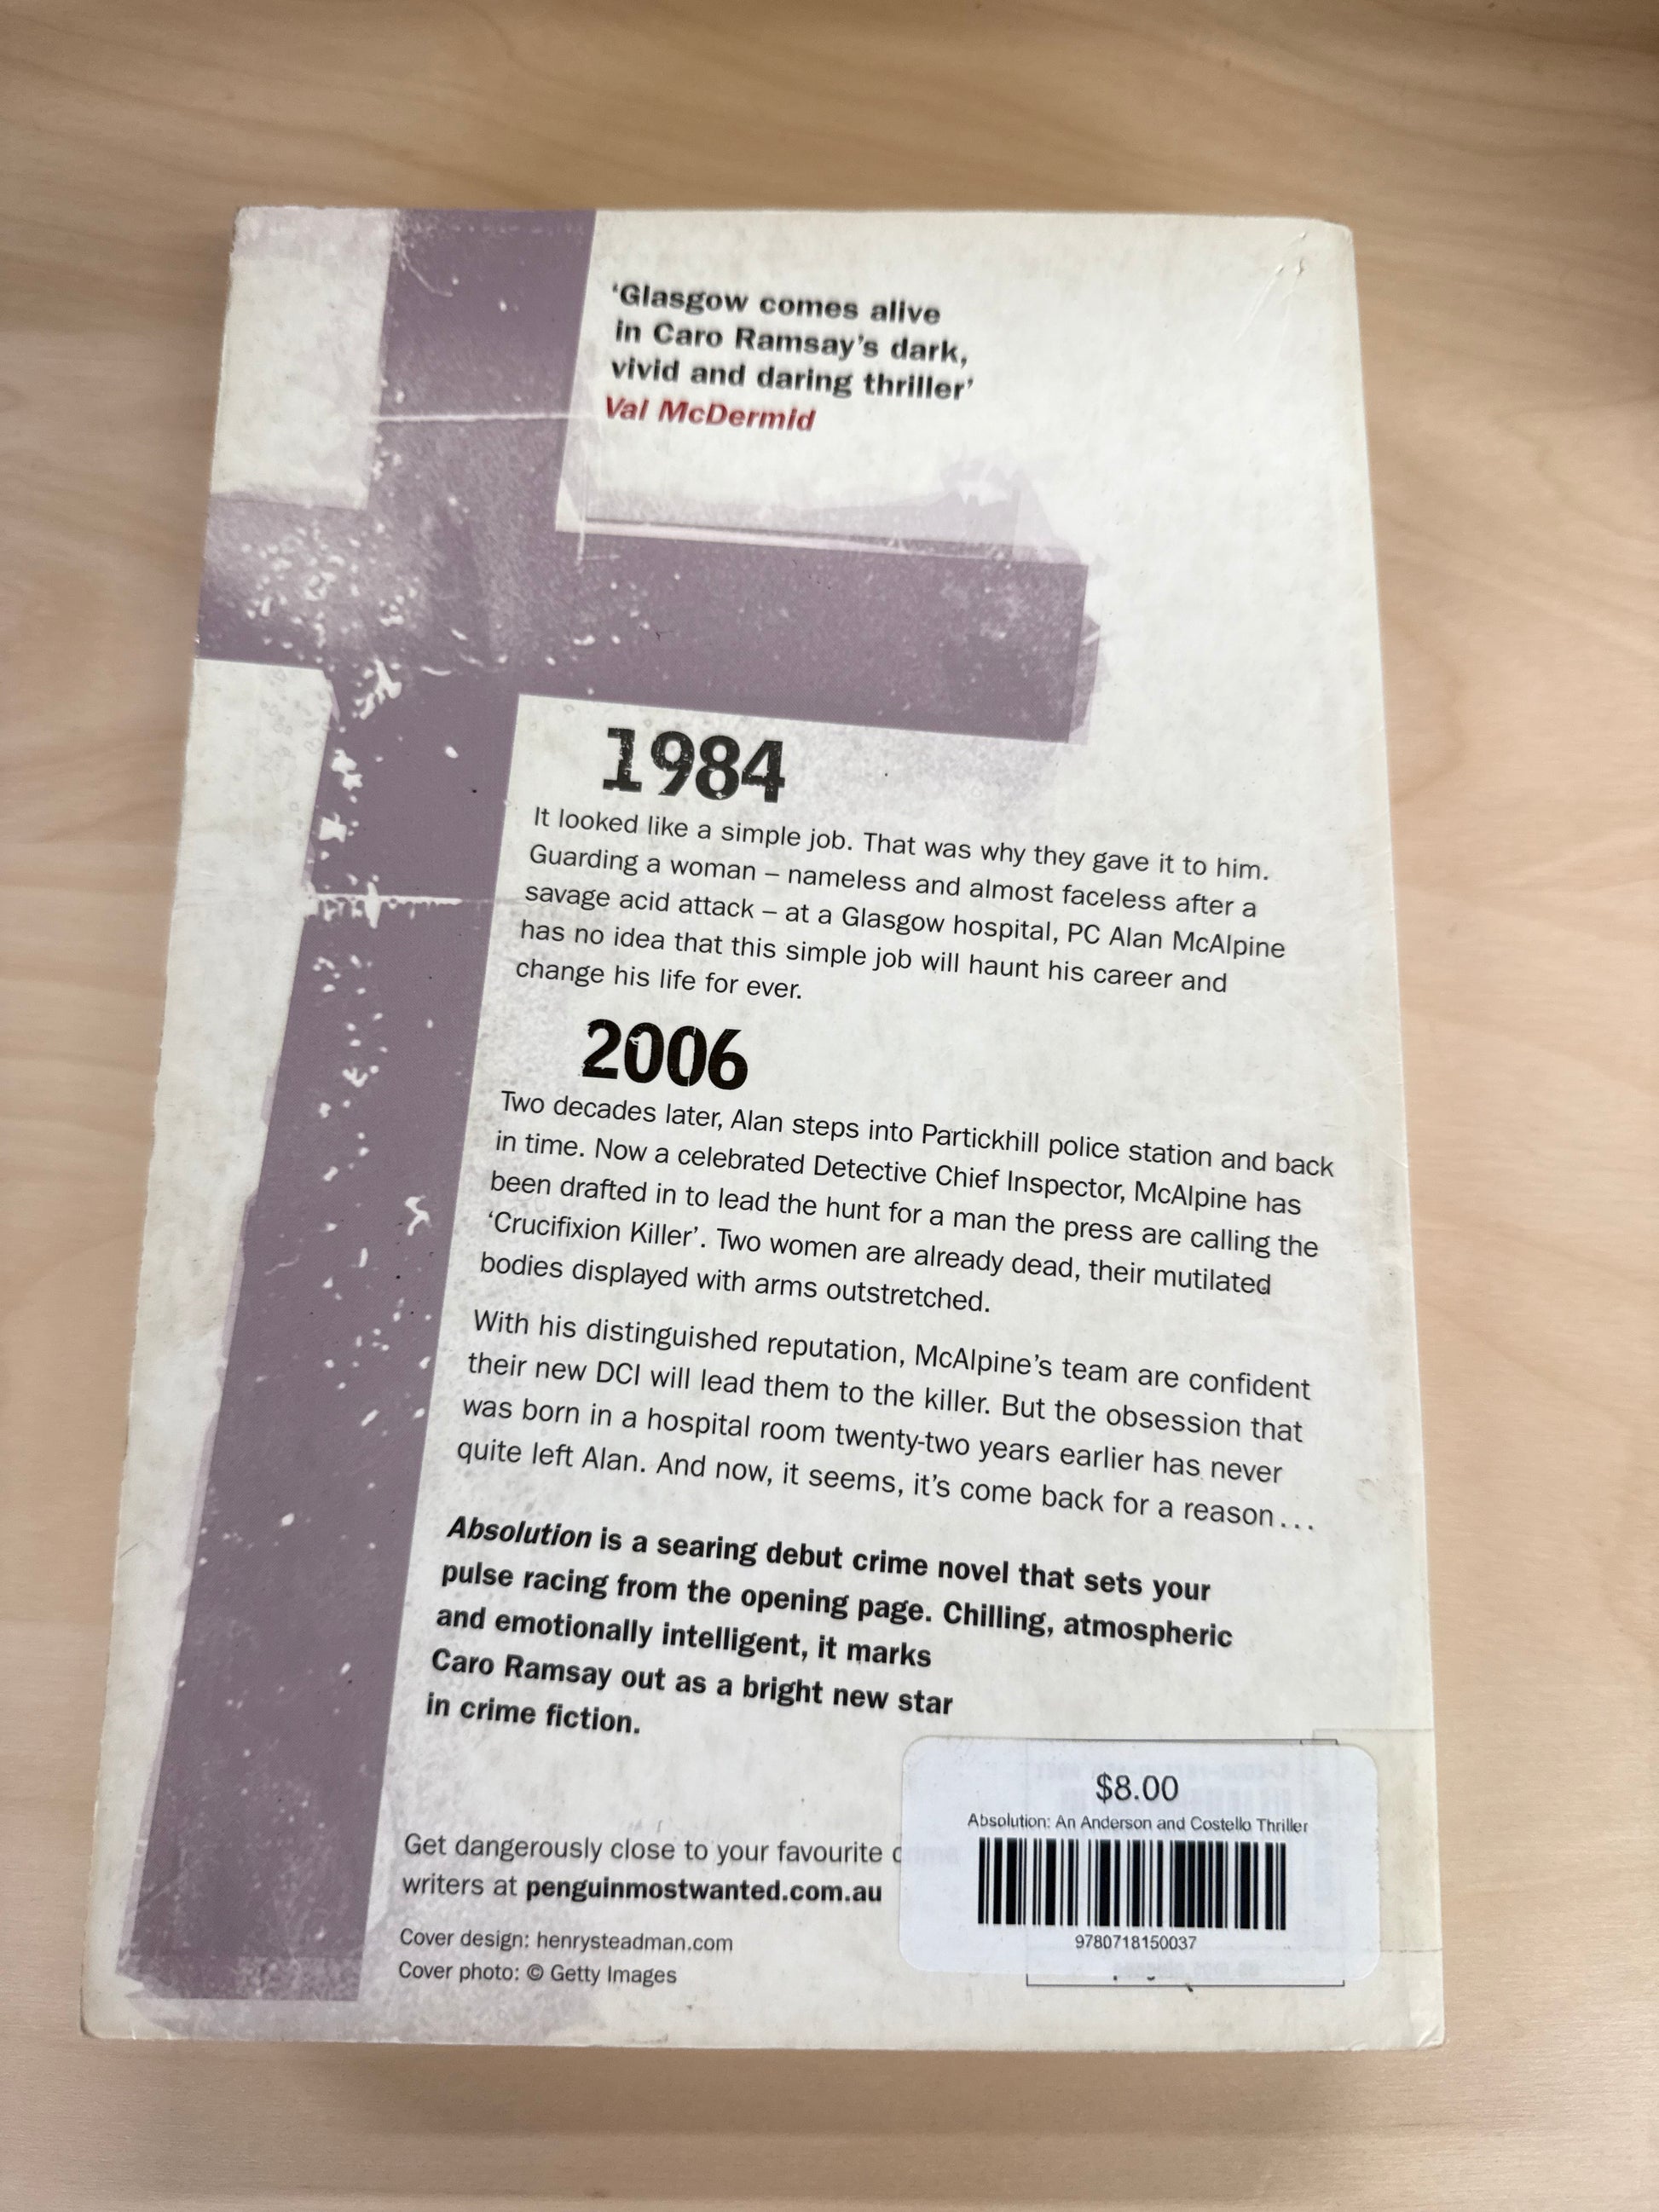 ‘Glasgow comes alive
in Caro Ramsay’s dark,
vivid and daring thriller’
Val McDermid
1984
It looked like a simple job. That was why they gave it to him.
Guarding a woman – nameless and almost faceless after a
savage acid attack – at a Glasgow hospital, PC Alan McAlpine
has no idea that this simple job will haunt his career and
change his life for ever.
2006
Two decades later, Alan steps into Partickhill police station and back
in time. Now a celebrated Detective Chief Inspector, McAlpine has
been drafted in to lead the hunt for a man the press are calling the
‘Crucifixion Killer’. Two women are already dead, their mutilated
bodies displayed with arms outstretched.
With his distinguished reputation, McAlpine’s team are confident
their new DCI will lead them to the killer. But the obsession that
was born in a hospital room twenty-two years earlier has never
quite left Alan. And now, it seems, it’s come back for a reason . . .
Absolution is a searing debut crime novel that sets your
pulse racing from the opening page. Chilling, atmospheric
and emotionally intelligent, it marks
Caro Ramsay out as a bright new star
in crime fiction.
Get dangerously close to your favourite
writers at penguinmostwanted.com.au
Cover design: henrysteadman.com
Cover photo: © Getty Images
$8.00
Absolution: An Anderson and Costello Thriller
9780718150037